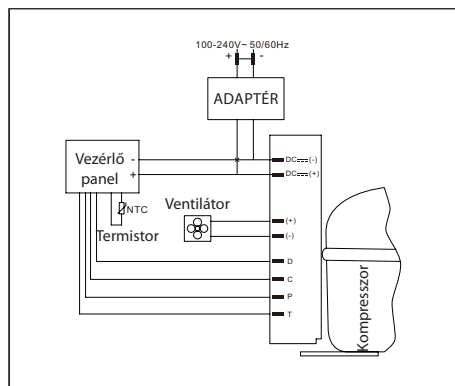 100-240V~ 50/60Hz
+ -
ADAPTÉR
Vezérlő
panel
-
+
DC (-)
DC (+)
NTC
Termistor
Ventilátor
(+)
(-)
D
C
P
T
Kompresszor